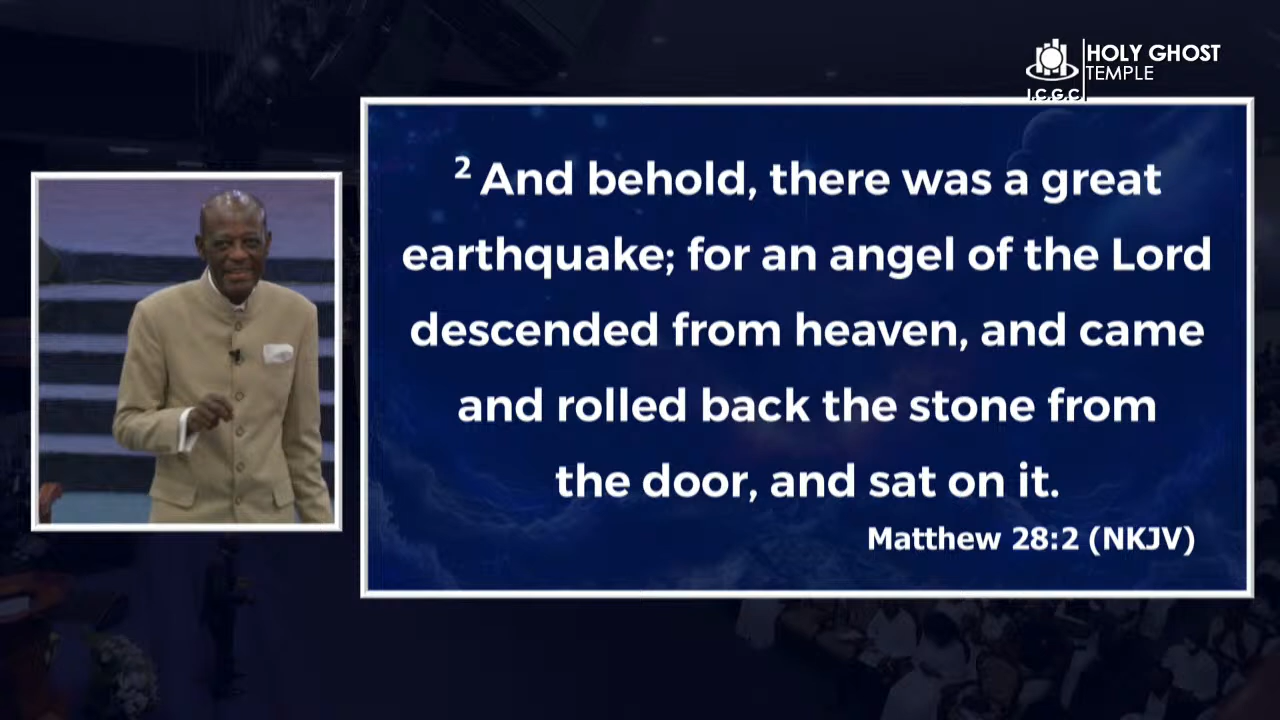 HOLY GHOST
TEMPLE
I.C.G.C
2 And behold, there was a great
earthquake; for an angel of the Lord
descended from heaven, and came
and rolled back the stone from
the door, and sat on it.
Matthew 28:2 (NKJV)